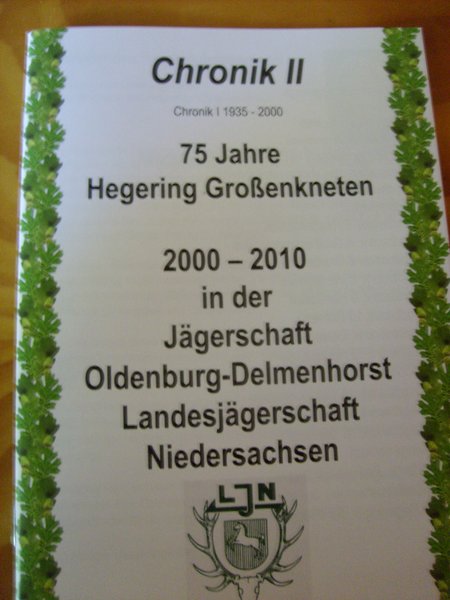 Chronik II
Chronik I 1935 - 2000
75 Jahre
Hegering Großenkneten
2000 – 2010
in der
Jägerschaft
Oldenburg-Delmenhorst
Landesjägerschaft
Niedersachsen
LJN